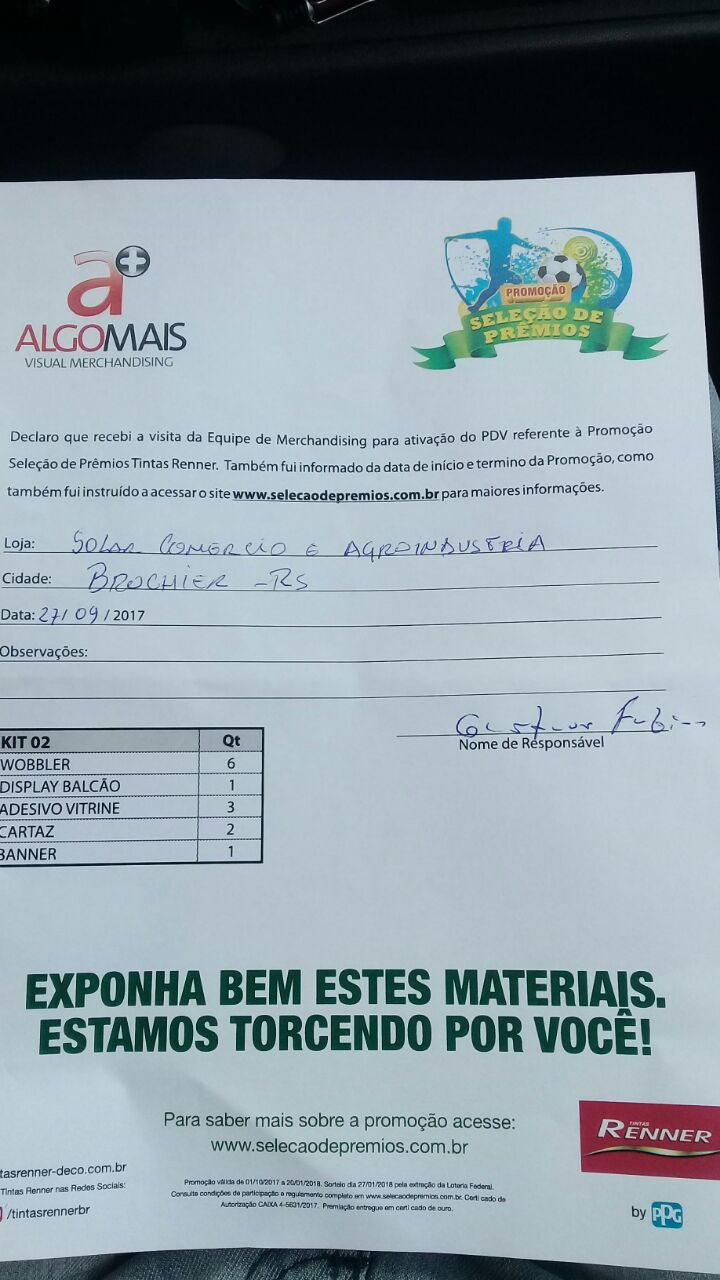 a+
ALGOMAIS
VISUAL MERCHANDISING
PROMOÇÃO
SELEÇÃO DE
PRÊMIOS
Declaro que recebi a visita da Equipe de Merchandising para ativação do PDV referente à Promoção
Seleção de Prêmios Tintas Renner. Também fui informado da data de início e termino da Promoção, como
também fui instruído a acessar o site www.selecaodepremios.com.br para maiores informações.
Loja: SOLAR COMERCIO E AGROINDUSTRIA
Cidade: BROCHIER - RS
Data: 27/ 09 / 2017
Observações:
Nome de Responsável
KIT 02 Qt
WOBBLER 6
DISPLAY BALCÃO 1
ADESIVO VITRINE 3
CARTAZ 2
BANNER 1
EXPONHA BEM ESTES MATERIAIS.
ESTAMOS TORCENDO POR VOCÊ!
Para saber mais sobre a promoção acesse:
www.selecaodepremios.com.br
TINTAS
RENNER
tasrenner-deco.com.br
Tintas Renner nas Redes Sociais:
/tintasrennerbr
Promoção válida de 01/10/2017 a 20/01/2018. Sorteio dia 27/01/2018 pela extração da Loteria Federal.
Consulte condições de participação e regulamento completo em www.selecaodepremios.com.br. Certi cado de
Autorização CAIXA 4-5631/2017. Premiação entregue em certi cado de ouro.
by PPG